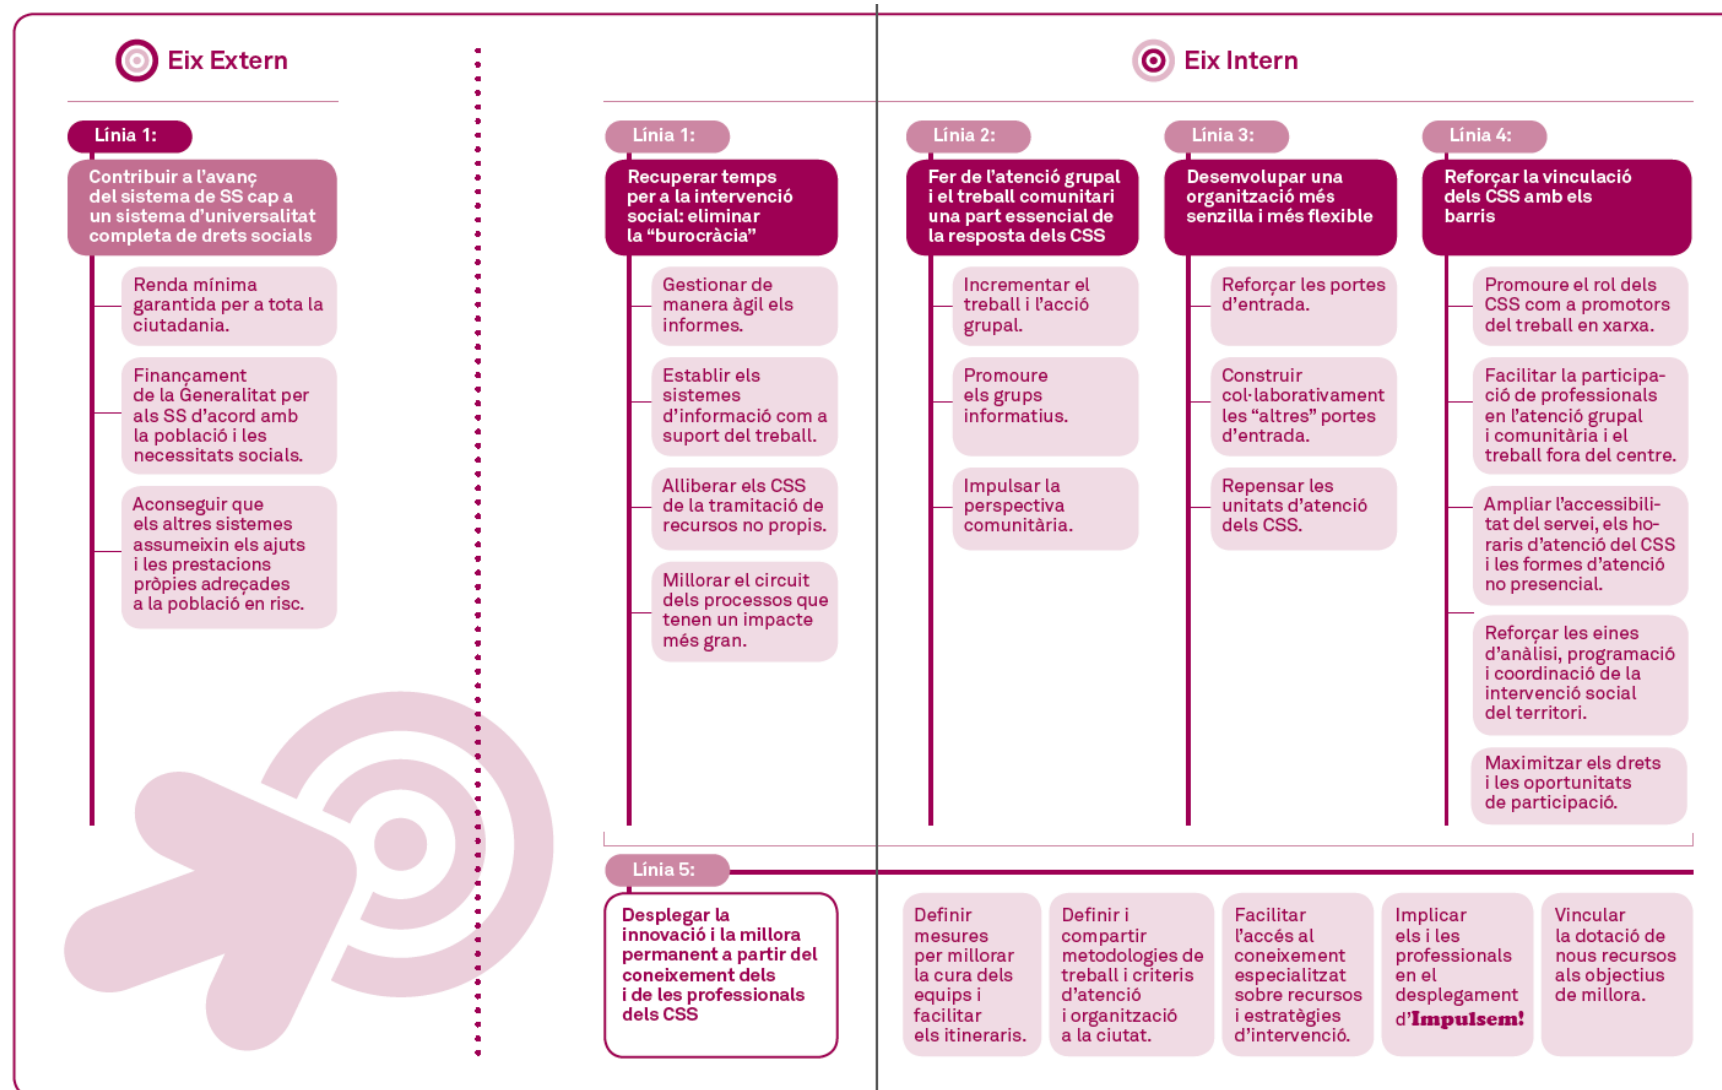 Eix Extern
Línia 1:
Contribuir a l’avanç
del sistema de SS cap a
un sistema d’universalitat
completa de drets socials
Renda mínima
garantida per a tota la
ciutadania.
Finançament
de la Generalitat per
als SS d’acord amb
la població i les
necessitats socials.
Aconseguir que
els altres sistemes
assumeixin els ajuts
i les prestacions
pròpies adreçades
a la població en risc.
Eix Intern
Línia 1:
Recuperar temps
per a la intervenció
social: eliminar
la “burocràcia”
Gestionar de
manera àgil els
informes.
Establir els
sistemes
d’informació com a
suport del treball.
Alliberar els CSS
de la tramitació de
recursos no propis.
Millorar el circuit
dels processos que
tenen un impacte
més gran.
Línia 2:
Fer de l’atenció grupal
i el treball comunitari
una part essencial de
la resposta dels CSS
Incrementar el
treball i l’acció
grupal.
Promoure
els grups
informatius.
Impulsar la
perspectiva
comunitària.
Línia 3:
Desenvolupar una
organització més
senzilla i més flexible
Reforçar les portes
d’entrada.
Construir
col·laborativament
les “altres” portes
d’entrada.
Repensar les
unitats d’atenció
dels CSS.
Línia 4:
Reforçar la vinculació
dels CSS amb els
barris
Promoure el rol dels
CSS com a promotors
del treball en xarxa.
Facilitar la participa-
ció de professionals
en l’atenció grupal
i comunitària i el
treball fora del centre.
Ampliar l’accessibili-
tat del servei, els ho-
raris d’atenció del CSS
i les formes d’atenció
no presencial.
Reforçar les eines
d’anàlisi, programació
i coordinació de la
intervenció social
del territori.
Maximitzar els drets
i les oportunitats
de participació.
Línia 5:
Desplegar la
innovació i la millora
permanent a partir del
coneixement dels
i de les professionals
dels CSS
Definir
mesures
per millorar
la cura dels
equips i
facilitar
els itineraris.
Definir i
compartir
metodologies de
treball i criteris
d’atenció
i organització
a la ciutat.
Facilitar
l’accés al
coneixement
especialitzat
sobre recursos
i estratègies
d’intervenció.
Implicar
els i les
professionals
en el
desplegament
d’Impulsem!
Vincular
la dotació de
nous recursos
als objectius
de millora.